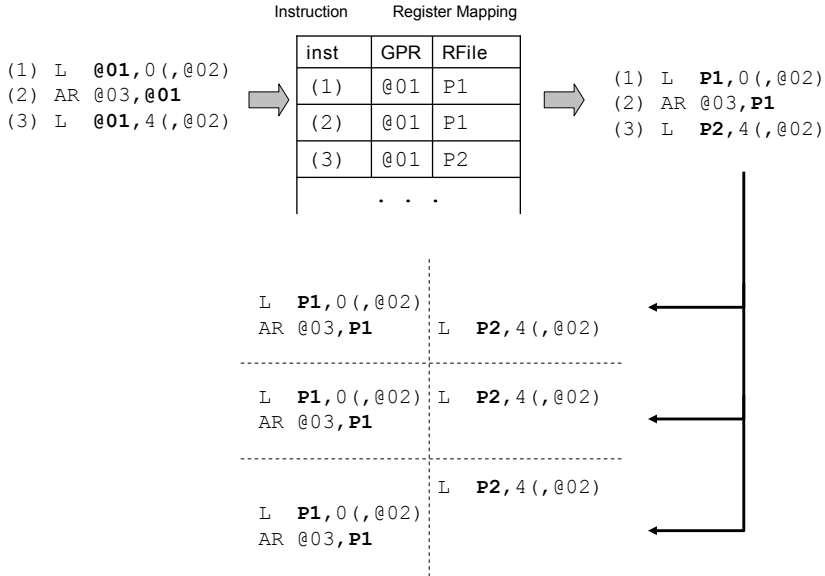 Instruction Register Mapping
(1) L @01,0(,@02)
(2) AR @03,@01
(3) L @01,4(,@02)
inst GPR RFile
(1) @01 P1
(2) @01 P1
(3) @01 P2
. . .
(1) L P1,0(,@02)
(2) AR @03,P1
(3) L P2,4(,@02)
L P1,0(,@02)
AR @03,P1 L P2,4(,@02)
L P1,0(,@02) L P2,4(,@02)
AR @03,P1
L P2,4(,@02)
L P1,0(,@02)
AR @03,P1